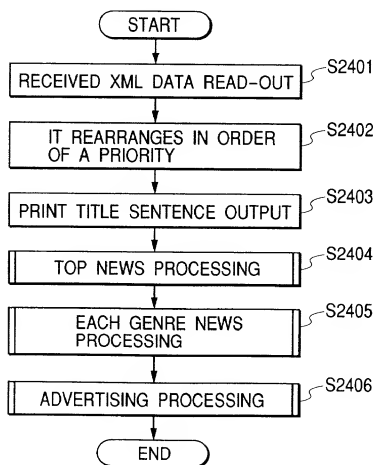 START
RECEIVED XML DATA READ-OUT
S2401
IT REARRANGES IN ORDER
OF A PRIORITY
S2402
PRINT TITLE SENTENCE OUTPUT
S2403
TOP NEWS PROCESSING
S2404
EACH GENRE NEWS
PROCESSING
S2405
ADVERTISING PROCESSING
S2406
END